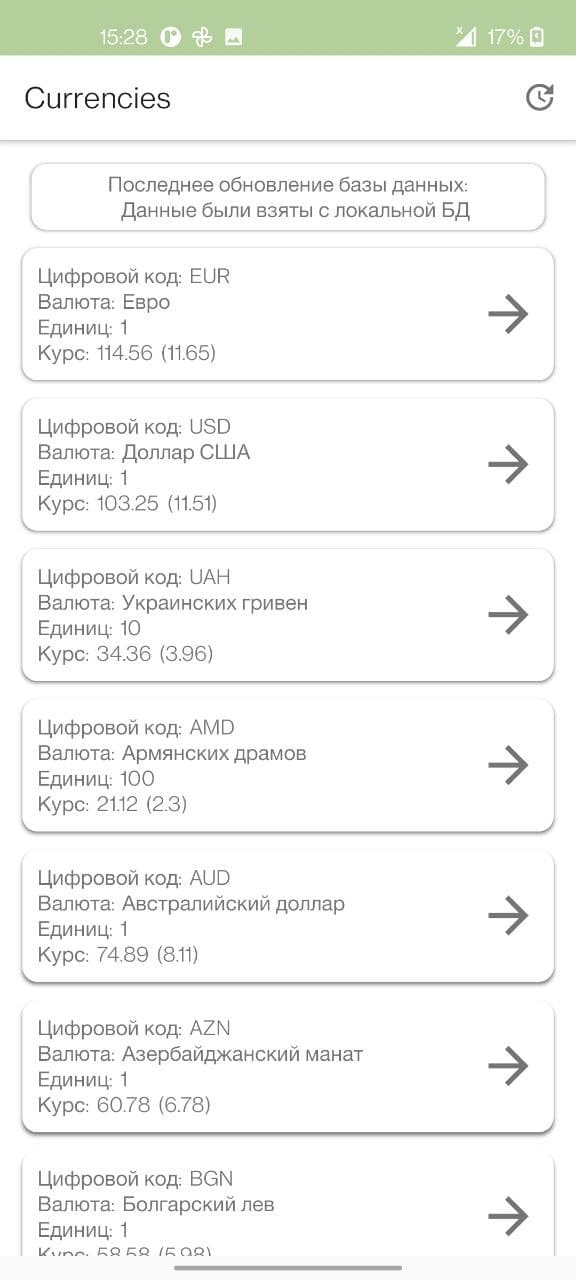 15:28
17%
Currencies
Последнее обновление базы данных:
Данные были взяты с локальной БД
Цифровой код: EUR
Валюта: Евро
Единиц: 1
Курс: 114.56 (11.65)
Цифровой код: USD
Валюта: Доллар США
Единиц: 1
Курс: 103.25 (11.51)
Цифровой код: UAH
Валюта: Украинских гривен
Единиц: 10
Курс: 34.36 (3.96)
Цифровой код: AMD
Валюта: Армянских драмов
Единиц: 100
Курс: 21.12 (2.3)
Цифровой код: AUD
Валюта: Австралийский доллар
Единиц: 1
Курс: 74.89 (8.11)
Цифровой код: AZN
Валюта: Азербайджанский манат
Единиц: 1
Курс: 60.78 (6.78)
Цифровой код: BGN
Валюта: Болгарский лев
Единиц: 1
Курс: 58.58 (5.98)